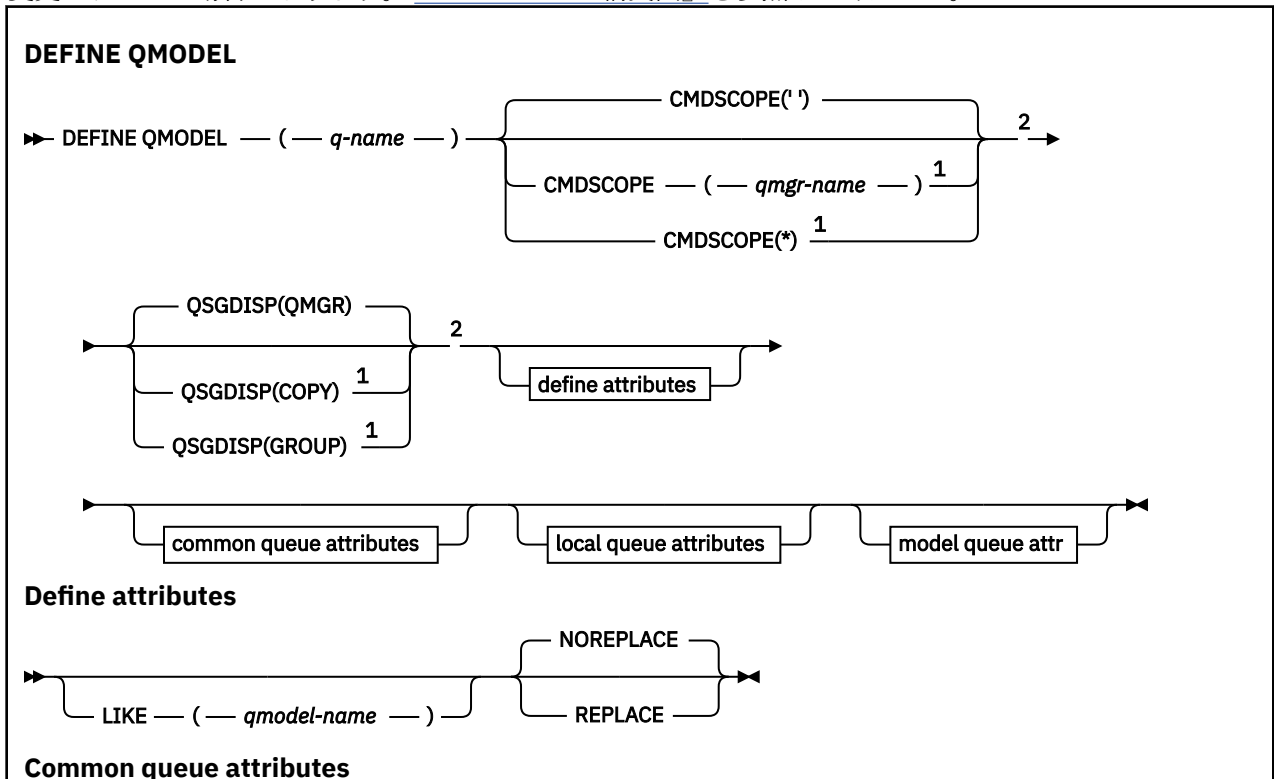 DEFINE QMODEL
CMDSCOPE(' ')
DEFINE QMODEL ( q-name ) 2
CMDSCOPE ( qmgr-name ) 1
CMDSCOPE(*) 1
QSGDISP(QMGR)
2
QSGDISP(COPY) 1 define attributes
QSGDISP(GROUP) 1
common queue attributes local queue attributes model queue attr
Define attributes
NOREPLACE
LIKE ( qmodel-name ) REPLACE
Common queue attributes